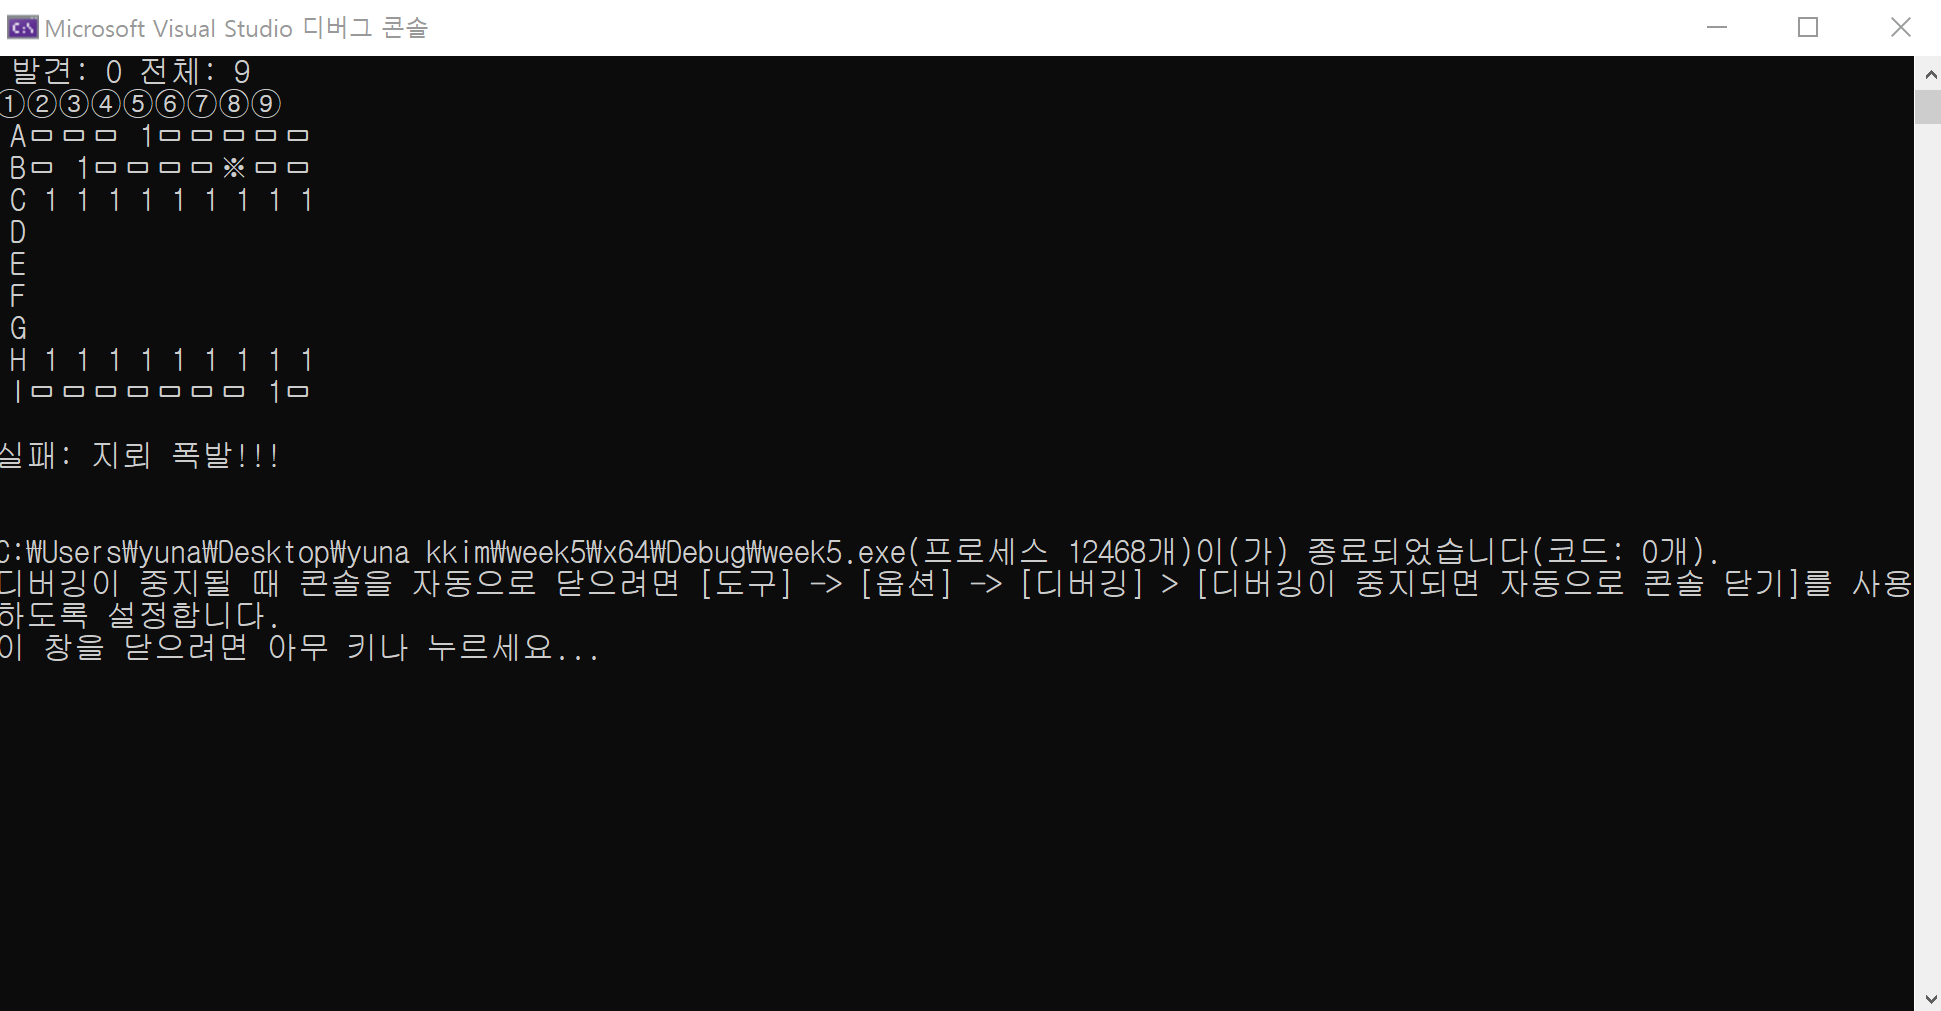 Microsoft Visual Studio 디버그 콘솔
발견: 0 전체: 9
①②③④⑤⑥⑦⑧⑨
A▭▭▭ 1▭▭▭▭▭
B▭ 1▭▭▭▭※▭▭
C 1 1 1 1 1 1 1 1 1
D
E
F
G
H 1 1 1 1 1 1 1 1 1
I▭▭▭▭▭▭▭ 1▭
실패: 지뢰 폭발!!!
C:₩Users₩yuna₩Desktop₩yuna kkim₩week5₩x64₩Debug₩week5.exe(프로세스 12468개)이(가) 종료되었습니다(코드: 0개).
디버깅이 중지될 때 콘솔을 자동으로 닫으려면 [도구] -> [옵션] -> [디버깅] > [디버깅이 중지되면 자동으로 콘솔 닫기]를 사용
하도록 설정합니다.
이 창을 닫으려면 아무 키나 누르세요...